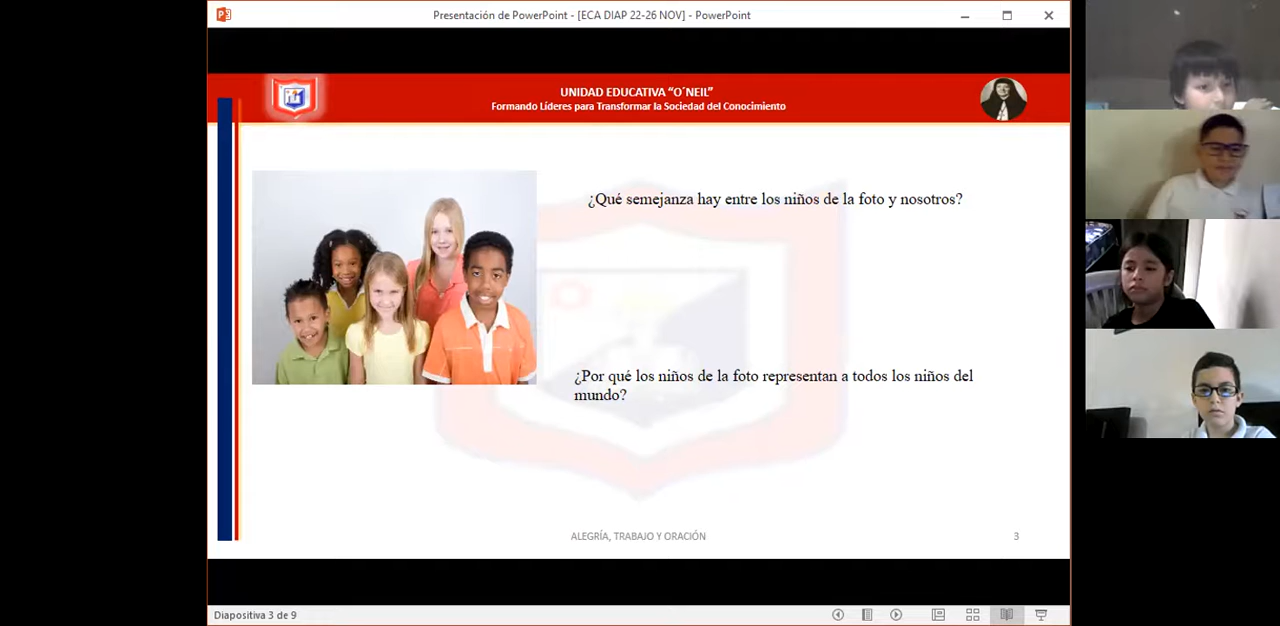 Presentación de PowerPoint - [ECA DIAP 22-26 NOV] - PowerPoint
UNIDAD EDUCATIVA “O´NEIL”
Formando Líderes para Transformar la Sociedad del Conocimiento
¿Qué semejanza hay entre los niños de la foto y nosotros?
¿Por qué los niños de la foto representan a todos los niños del
mundo?
ALEGRÍA, TRABAJO Y ORACIÓN
3
Diapositiva 3 de 9